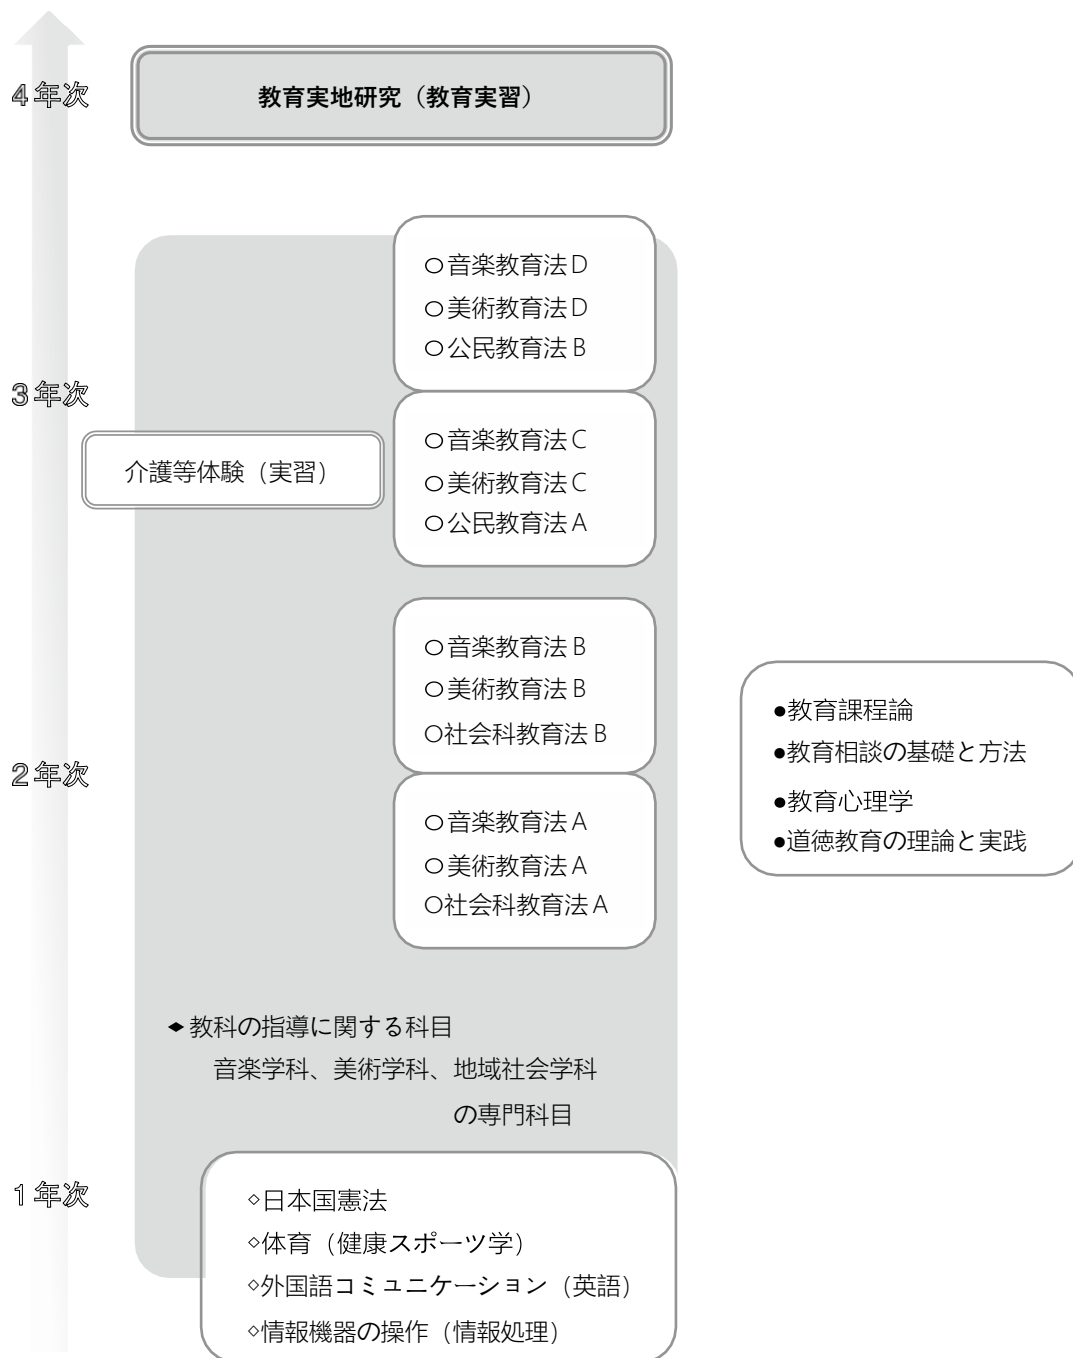 4年次
教育実地研究（教育実習）
○音楽教育法D
○美術教育法D
○公民教育法B
3年次
○音楽教育法C
○美術教育法C
○公民教育法A
介護等体験（実習）
○音楽教育法B
○美術教育法B
○社会科教育法B
2年次
○音楽教育法A
○美術教育法A
○社会科教育法A
●教育課程論
●教育相談の基礎と方法
●教育心理学
●道徳教育の理論と実践
◆教科の指導に関する科目
音楽学科、美術学科、地域社会学科
の専門科目
1年次
◇日本国憲法
◇体育（健康スポーツ学）
◇外国語コミュニケーション（英語）
◇情報機器の操作（情報処理）